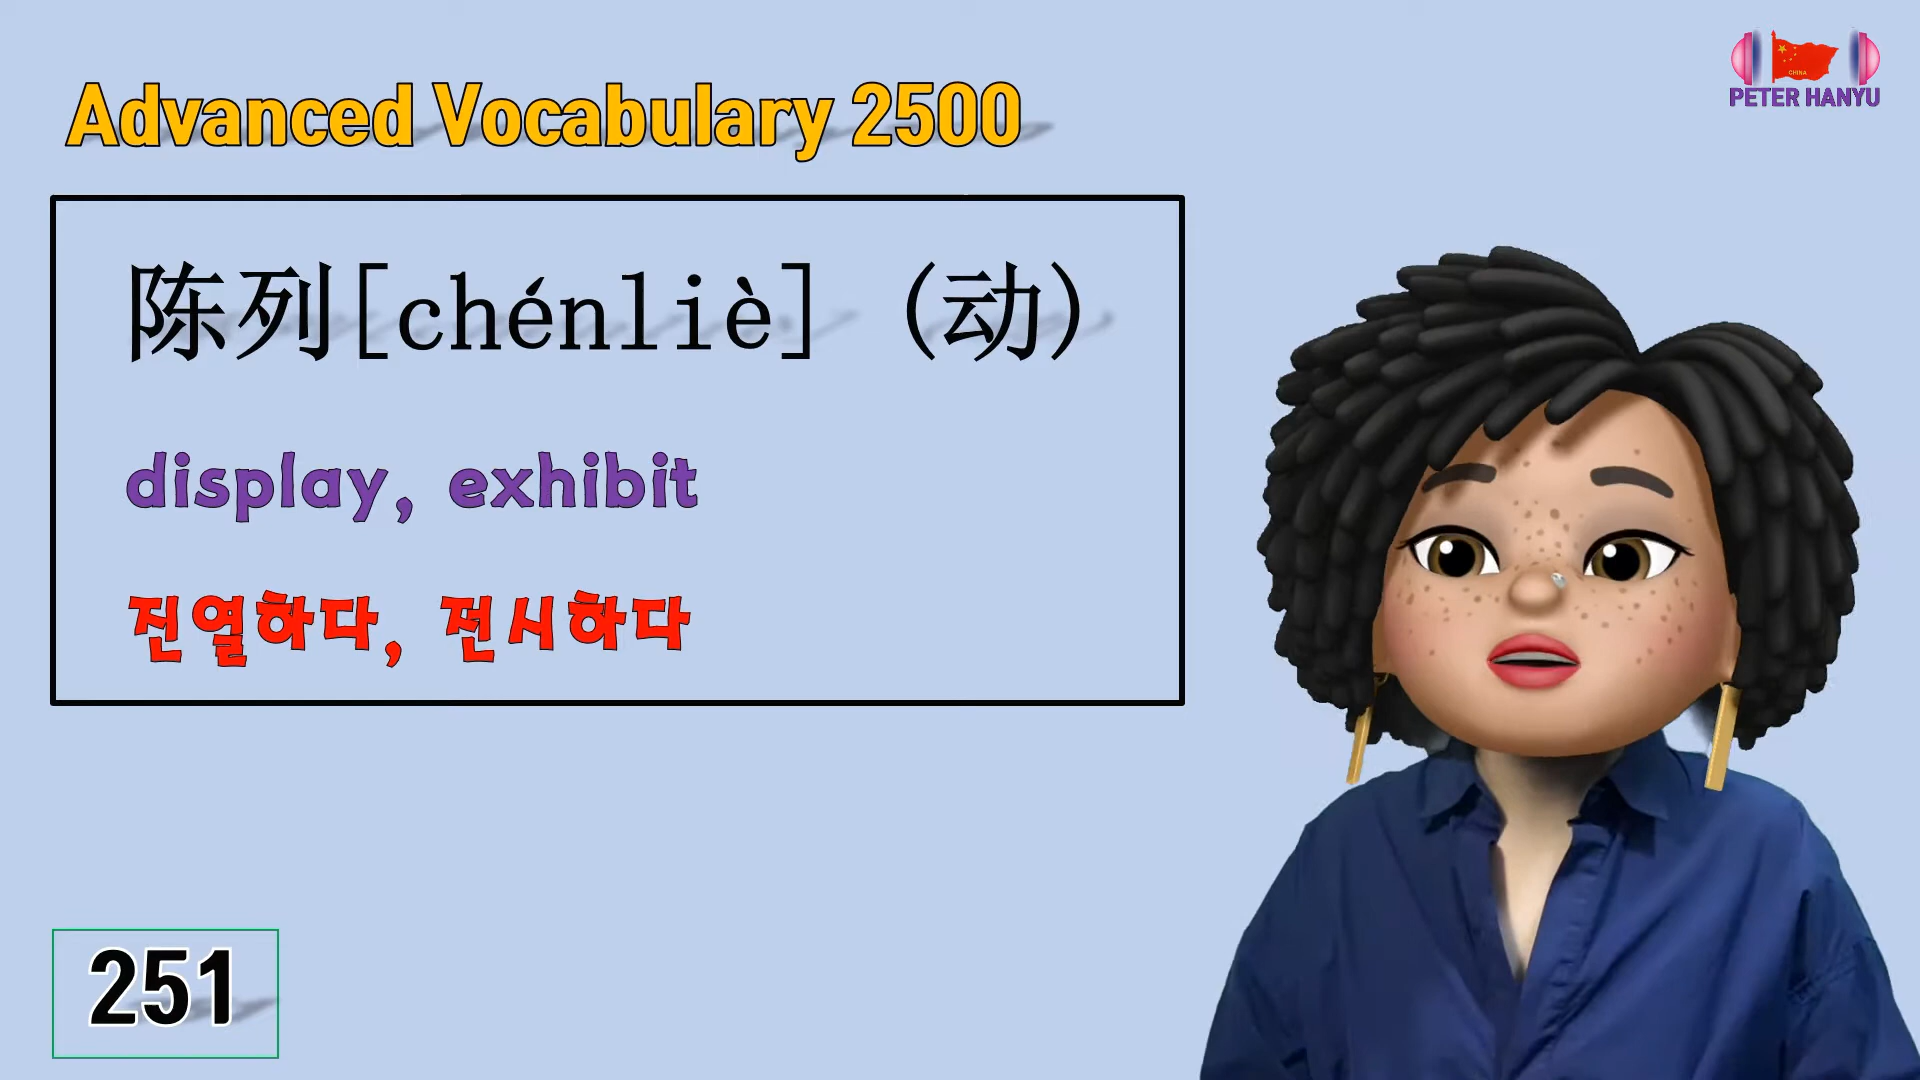 Advanced Vocabulary 2500
CHINA
PETER HANYU
陈列[chénliè] (动)
display, exhibit
진열하다, 전시하다
251